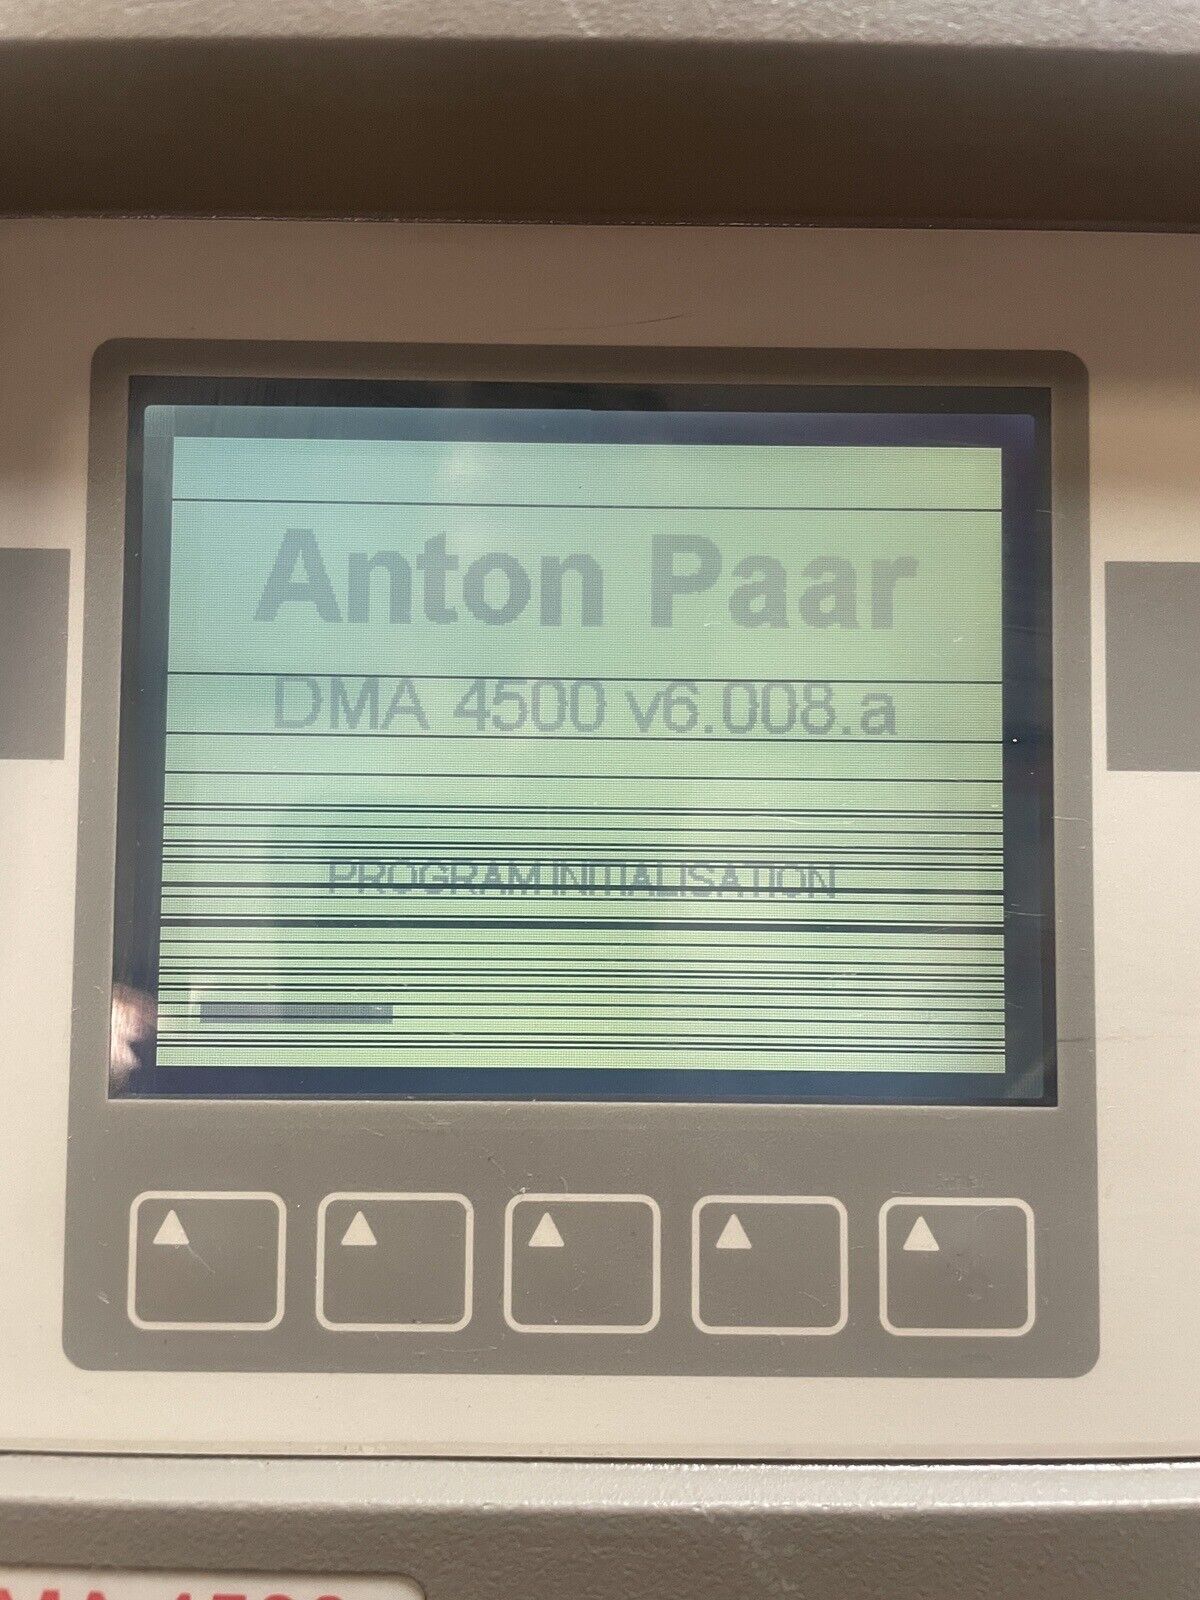 Anton Paar
DMA 4500 v6.008.a
PROGRAM INITIALISATION